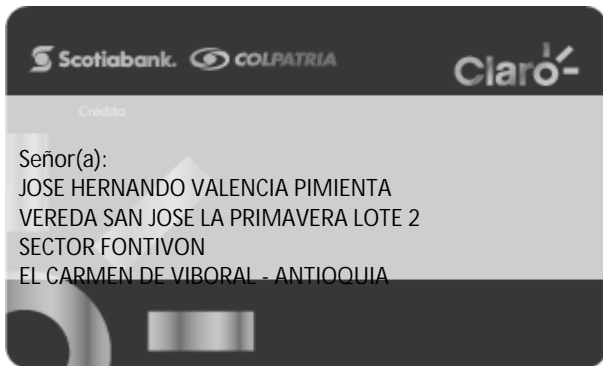 Scotiabank. COLPATRIA
Claro-
Crédito
Señor(a):
JOSE HERNANDO VALENCIA PIMIENTA
VEREDA SAN JOSE LA PRIMAVERA LOTE 2
SECTOR FONTIVON
EL CARMEN DE VIBORAL - ANTIOQUIA